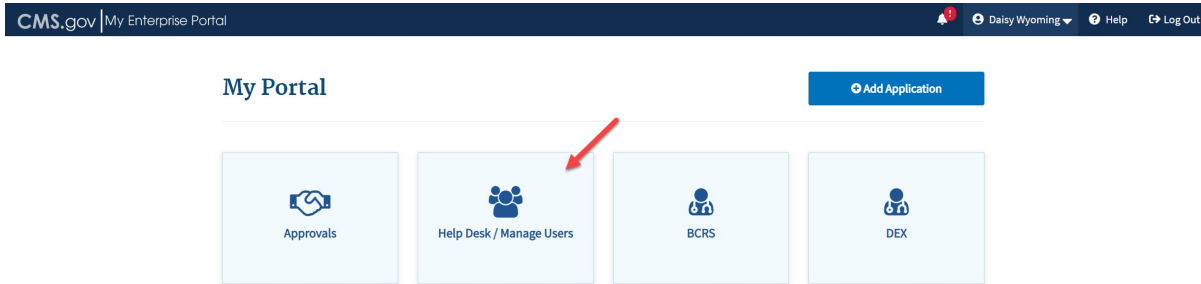 CMS.gov My Enterprise Portal
Daisy Wyoming Help Log Out
My Portal
Add Application
Approvals
Help Desk / Manage Users
BCRS
DEX